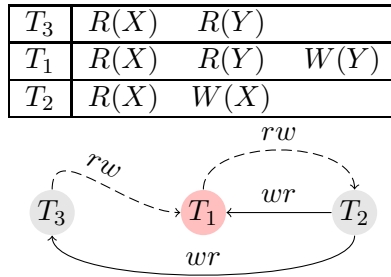 T₃ R(X) R(Y)
T₁ R(X) R(Y) W(Y)
T₂ R(X) W(X)
rw rw
T₃ T₁ wr T₂
wr